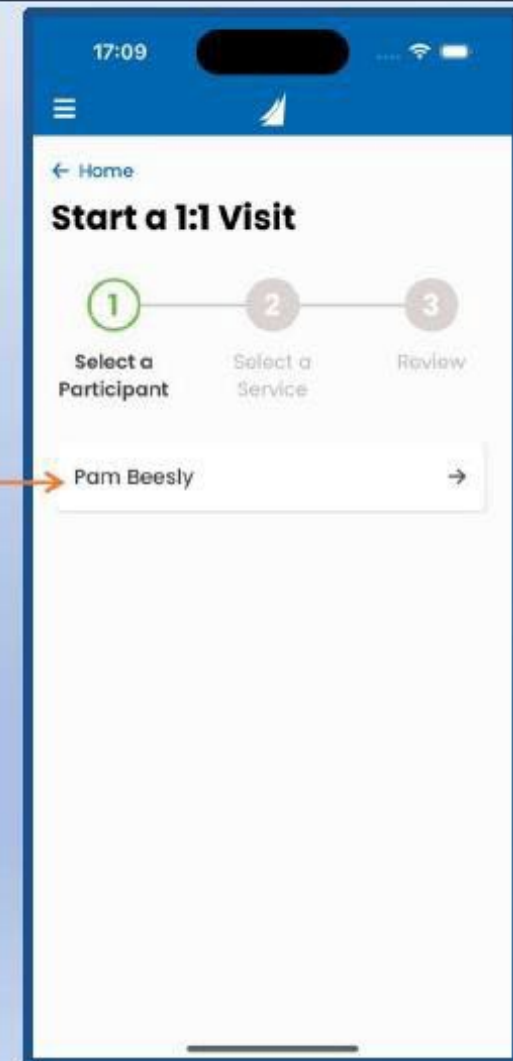 17:09
← Home
Start a 1:1 Visit
1 2 3
Select a Select a Review
Participant Service
Pam Beesly →